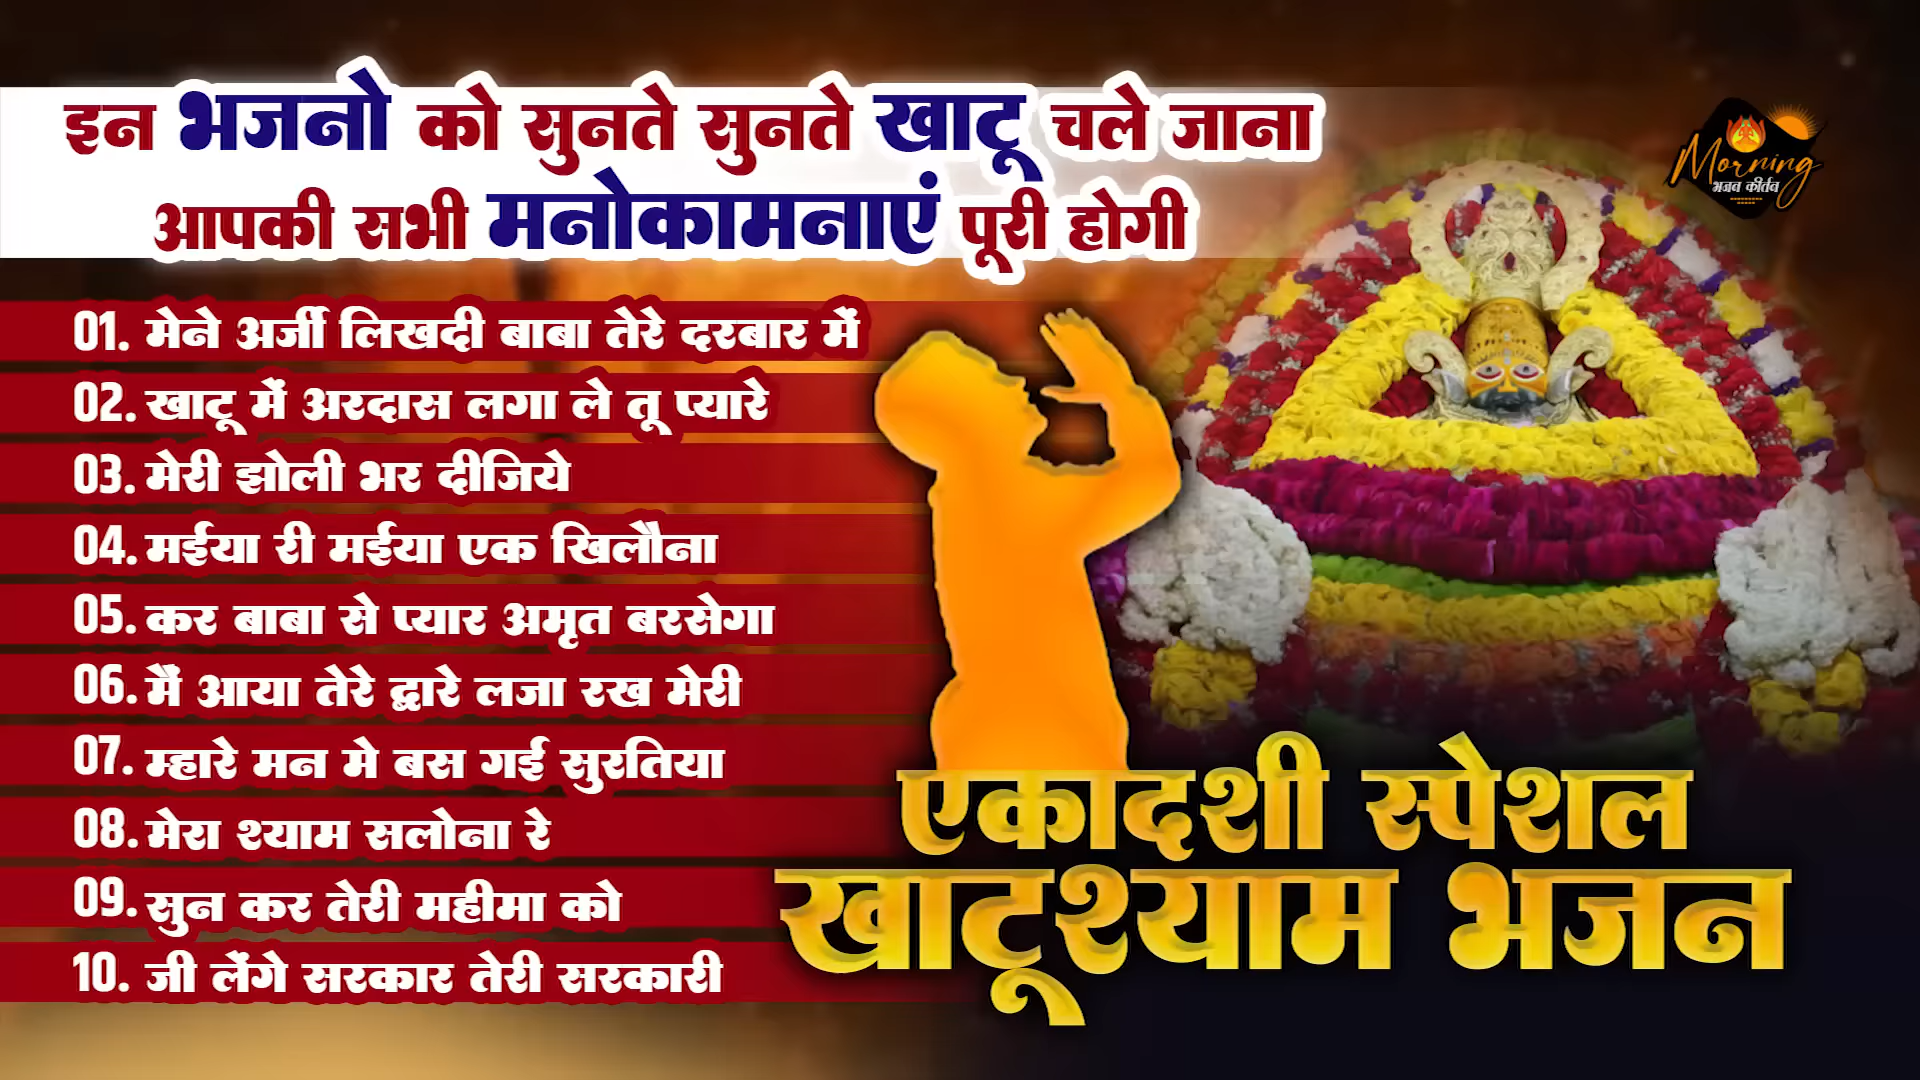 इन भजनो को सुनते सुनते खाटू चले जाना
आपकी सभी मनोकामनाएं पूरी होगी
Morning
भजन कीर्तन
01. मेने अर्जी लिखदी बाबा तेरे दरबार में
02. खाटू में अरदास लगा ले तू प्यारे
03. मेरी झोली भर दीजिये
04. मईया री मईया एक खिलौना
05. कर बाबा से प्यार अमृत बरसेगा
06. मैं आया तेरे द्वारे लजा रख मेरी
07. म्हारे मन मे बस गई सुरतिया
08. मेरा श्याम सलोना रे
09. सुन कर तेरी महीमा को
10. जी लेंगे सरकार तेरी सरकारी
एकादशी स्पेशल
खाटूश्याम भजन